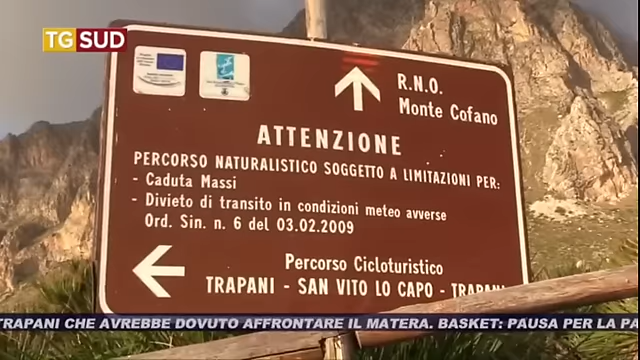 TGSUD
R.N.O.
Monte Cofano
ATTENZIONE
PERCORSO NATURALISTICO SOGGETTO A LIMITAZIONI PER:
- Caduta Massi
- Divieto di transito in condizioni meteo avverse
Ord. Sin. n. 6 del 03.02.2009
Percorso Cicloturistico
TRAPANI - SAN VITO LO CAPO - TRAPANI
TRAPANI CHE AVREBBE DOVUTO AFFRONTARE IL MATERA. BASKET: PAUSA PER LA PA